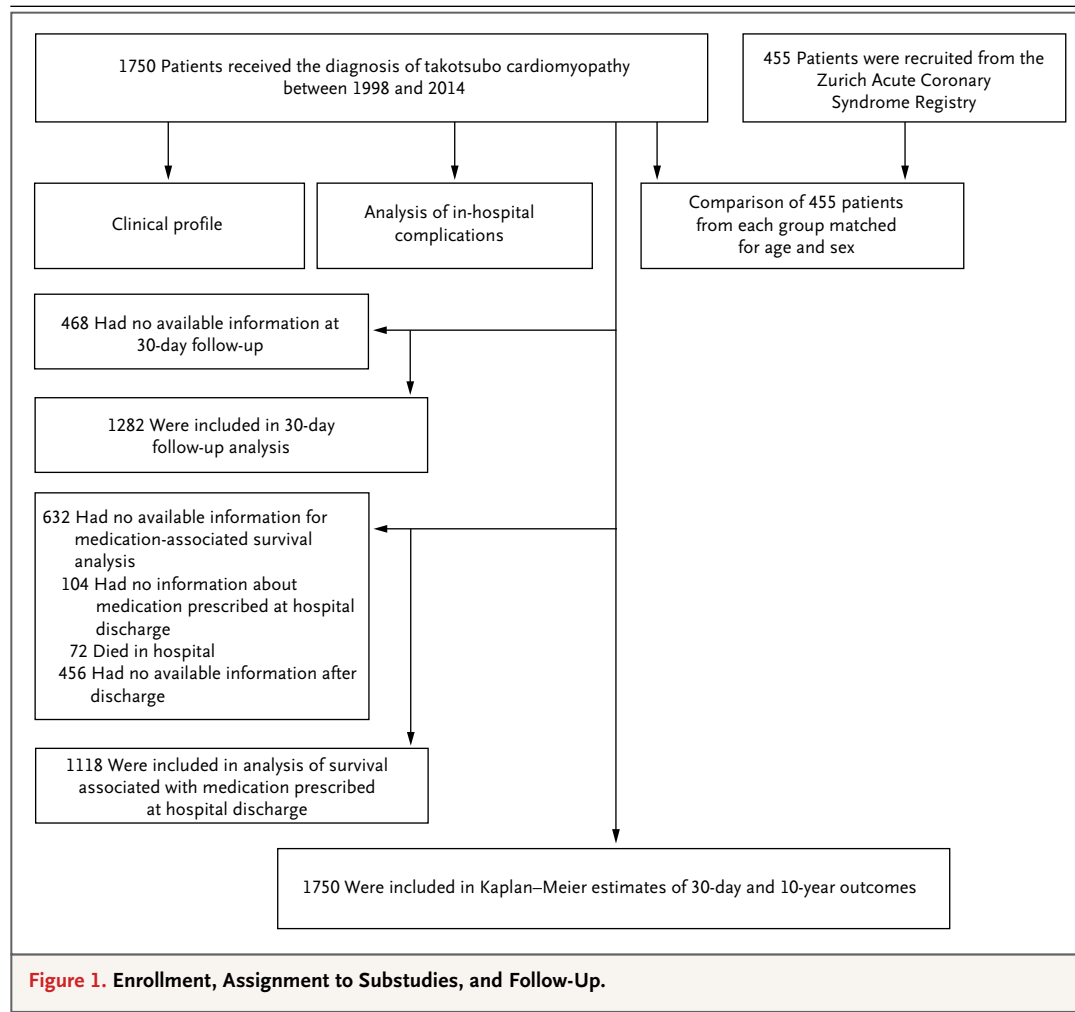 1750 Patients received the diagnosis of takotsubo cardiomyopathy
between 1998 and 2014
455 Patients were recruited from the
Zurich Acute Coronary
Syndrome Registry
Clinical profile
Analysis of in-hospital
complications
Comparison of 455 patients
from each group matched
for age and sex
468 Had no available information at
30-day follow-up
1282 Were included in 30-day
follow-up analysis
632 Had no available information for
medication-associated survival
analysis
104 Had no information about
medication prescribed at hospital
discharge
72 Died in hospital
456 Had no available information after
discharge
1118 Were included in analysis of survival
associated with medication prescribed
at hospital discharge
1750 Were included in Kaplan–Meier estimates of 30-day and 10-year outcomes
Figure 1. Enrollment, Assignment to Substudies, and Follow-Up.